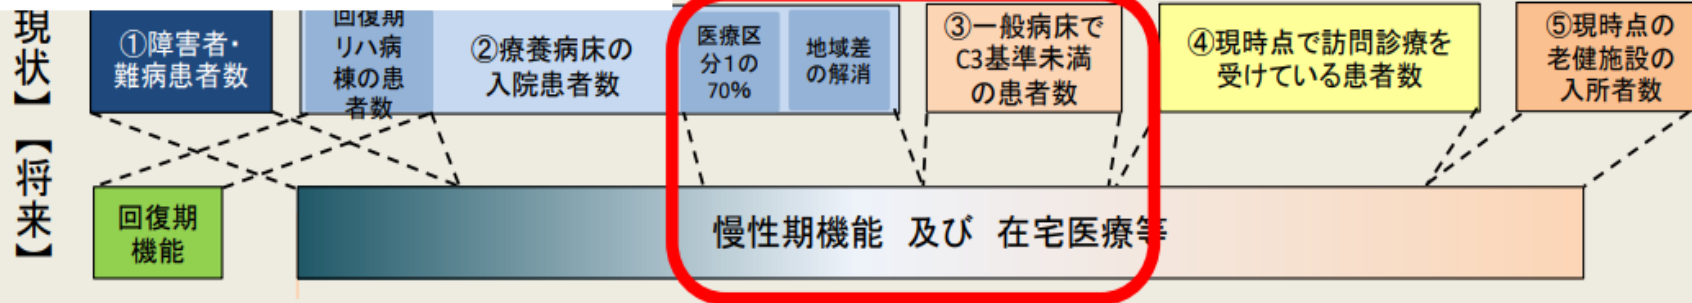 現状】
①障害者・
難病患者数
回復期
リハ病
棟の患
者数
②療養病床の
入院患者数
医療区
分1の
70%
地域差
の解消
③一般病床で
C3基準未満
の患者数
④現時点で訪問診療を
受けている患者数
⑤現時点の
老健施設の
入所者数
【将来】
回復期
機能
慢性期機能 及び 在宅医療等